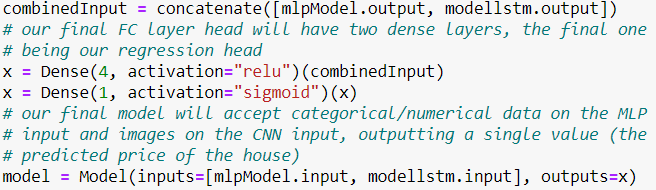 combinedInput = concatenate([mlpModel.output, modellstm.output])
# our final FC layer head will have two dense layers, the final one
# being our regression head
x = Dense(4, activation="relu")(combinedInput)
x = Dense(1, activation="sigmoid")(x)
# our final model will accept categorical/numerical data on the MLP
# input and images on the CNN input, outputting a single value (the
# predicted price of the house)
model = Model(inputs=[mlpModel.input, modellstm.input], outputs=x)